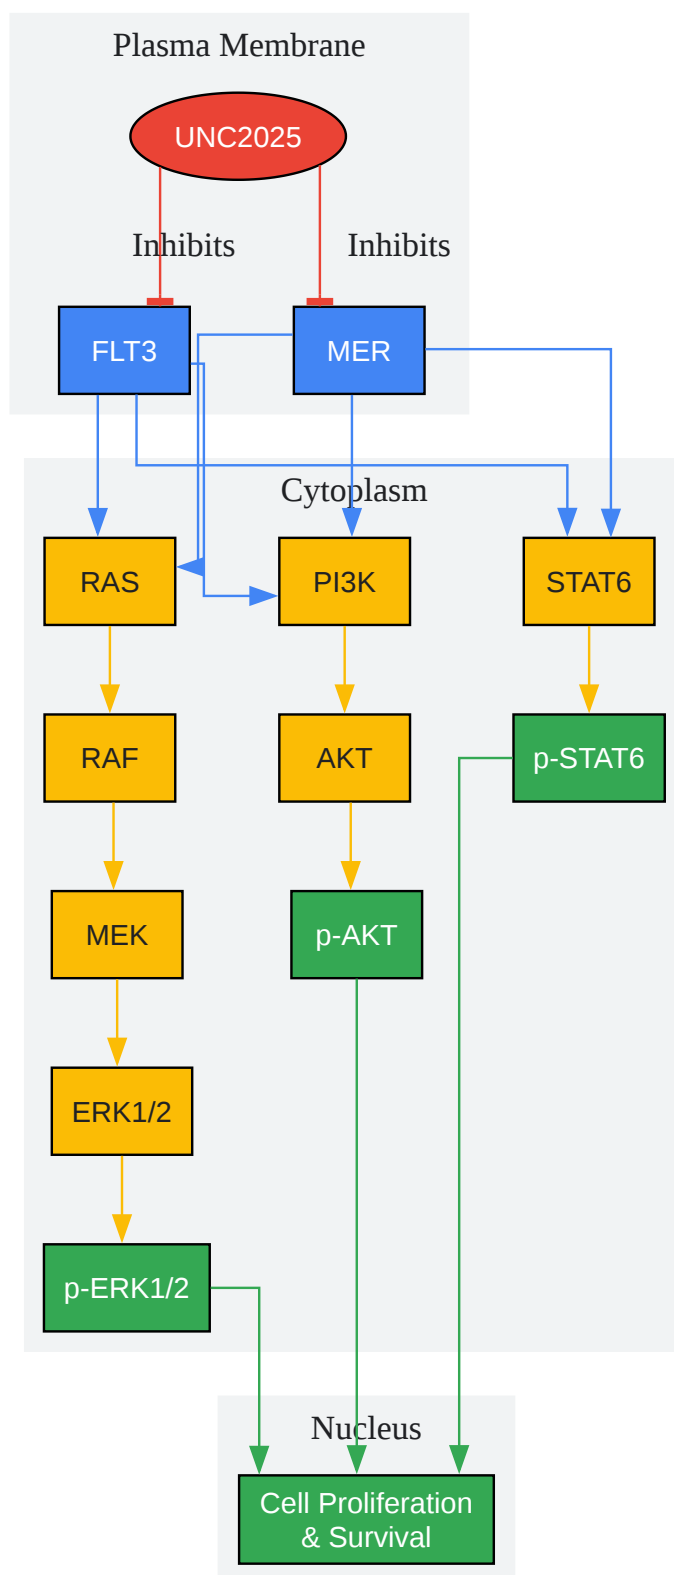 Plasma Membrane
UNC2025
Inhibits
Inhibits
FLT3
MER
Cytoplasm
RAS
PI3K
STAT6
RAF
AKT
p-STAT6
MEK
p-AKT
ERK1/2
p-ERK1/2
Nucleus
Cell Proliferation
& Survival